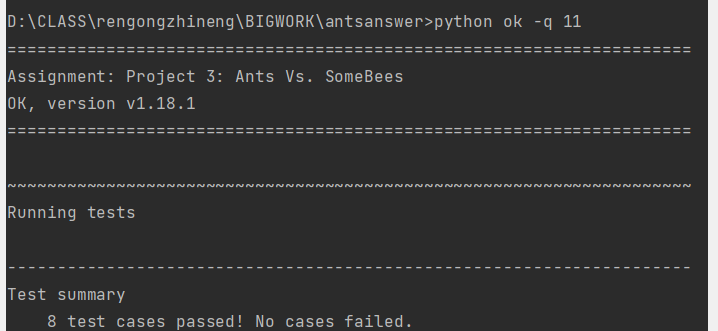 D:\CLASS\rengongzhineng\BIGWORK\antsanswer>python ok -q 11
=====================================================================
Assignment: Project 3: Ants Vs. SomeBees
OK, version v1.18.1
=====================================================================
~~~~~~~~~~~~~~~~~~~~~~~~~~~~~~~~~~~~~~~~~~~~~~~~~~~~~~~~~~~~~~~~~~~~~
Running tests
---------------------------------------------------------------------
Test summary
    8 test cases passed! No cases failed.